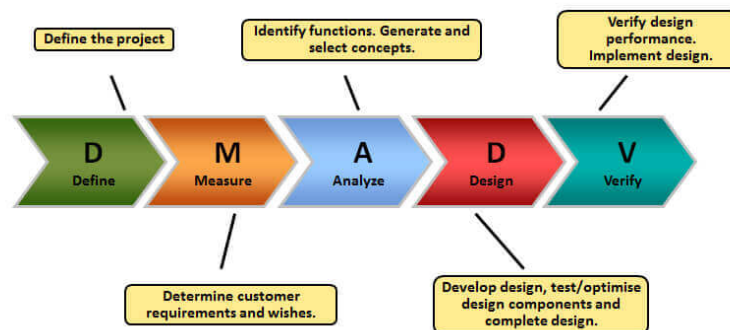 Define the project
Identify functions. Generate and
select concepts.
Verify design
performance.
Implement design.
D
Define
M
Measure
A
Analyze
D
Design
V
Verify
Determine customer
requirements and wishes.
Develop design, test/optimise
design components and
complete design.